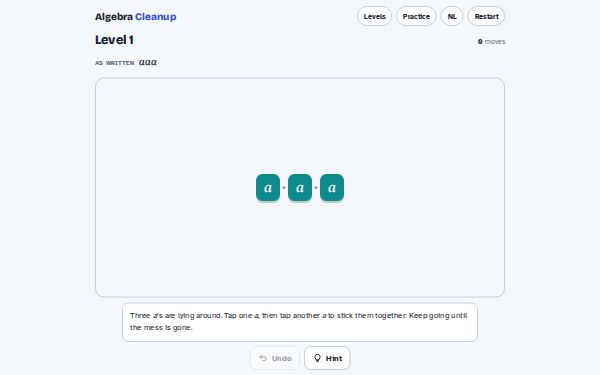 Algebra Cleanup
Levels
Practice
NL
Restart
Level 1
0 moves
AS WRITTEN aaa
a · a · a
Three a's are lying around. Tap one a, then tap another a to stick them together. Keep going until
the mess is gone.
Undo
Hint